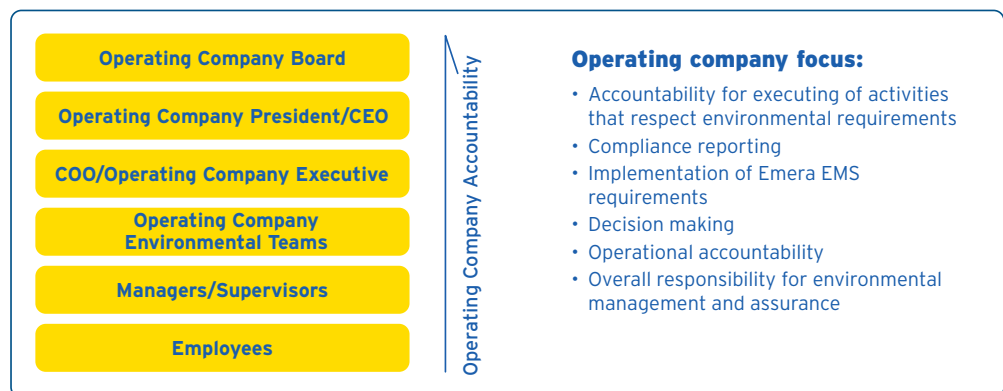 Operating Company Board
Operating Company President/CEO
COO/Operating Company Executive
Operating Company
Environmental Teams
Managers/Supervisors
Employees
Operating Company Accountability
Operating company focus:
• Accountability for executing of activities
that respect environmental requirements
• Compliance reporting
• Implementation of Emera EMS
requirements
• Decision making
• Operational accountability
• Overall responsibility for environmental
management and assurance